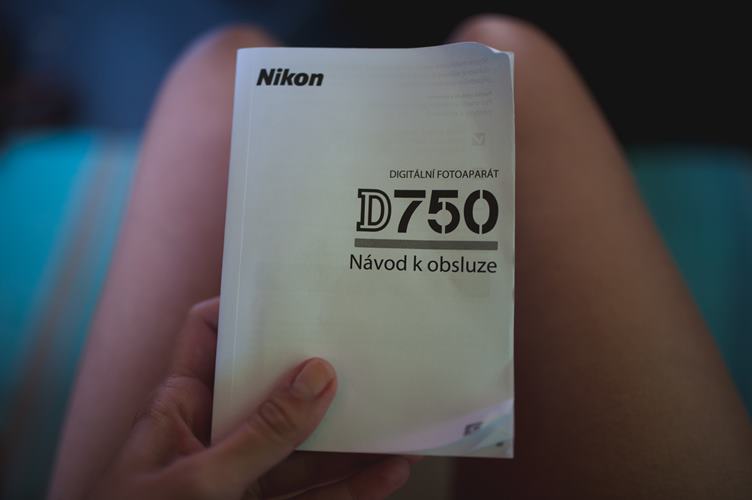 Nikon
DIGITÁLNÍ FOTOAPARÁT
D750
Návod k obsluze